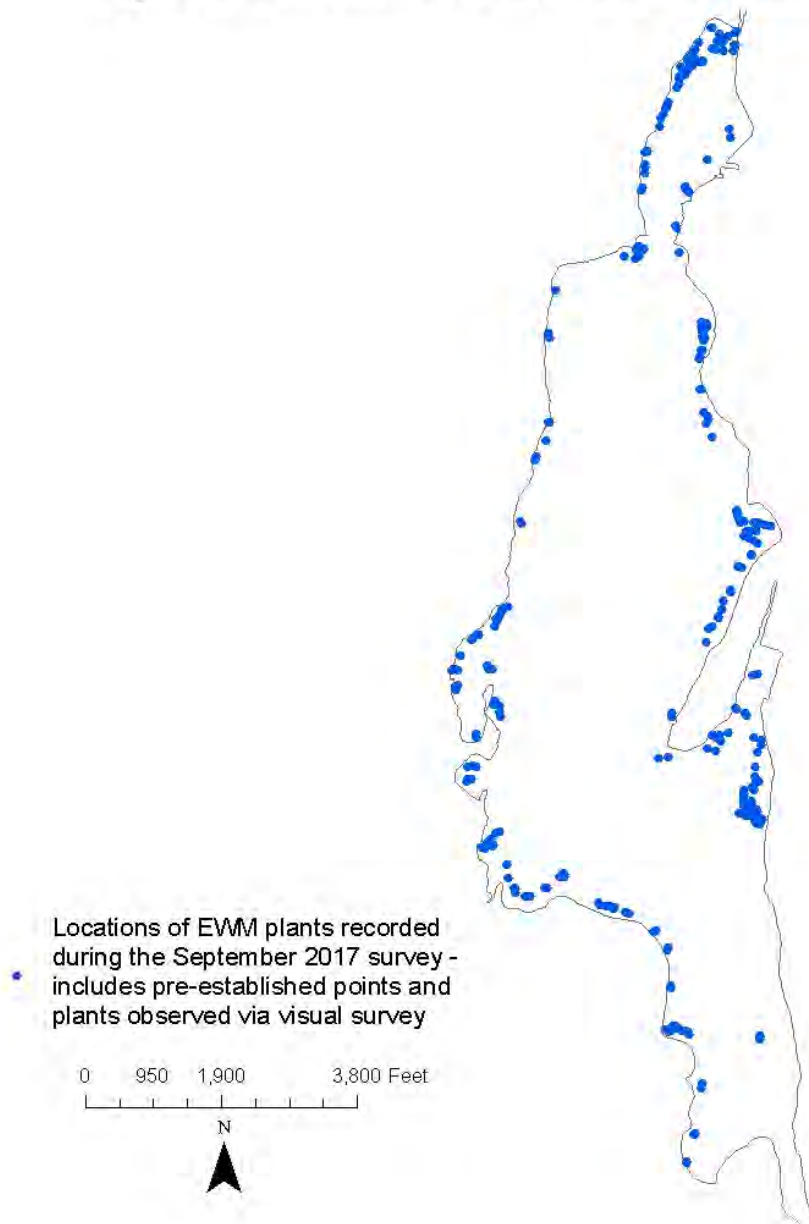 Locations of EWM plants recorded
during the September 2017 survey -
includes pre-established points and
plants observed via visual survey
0 950 1,900 3,800 Feet
N